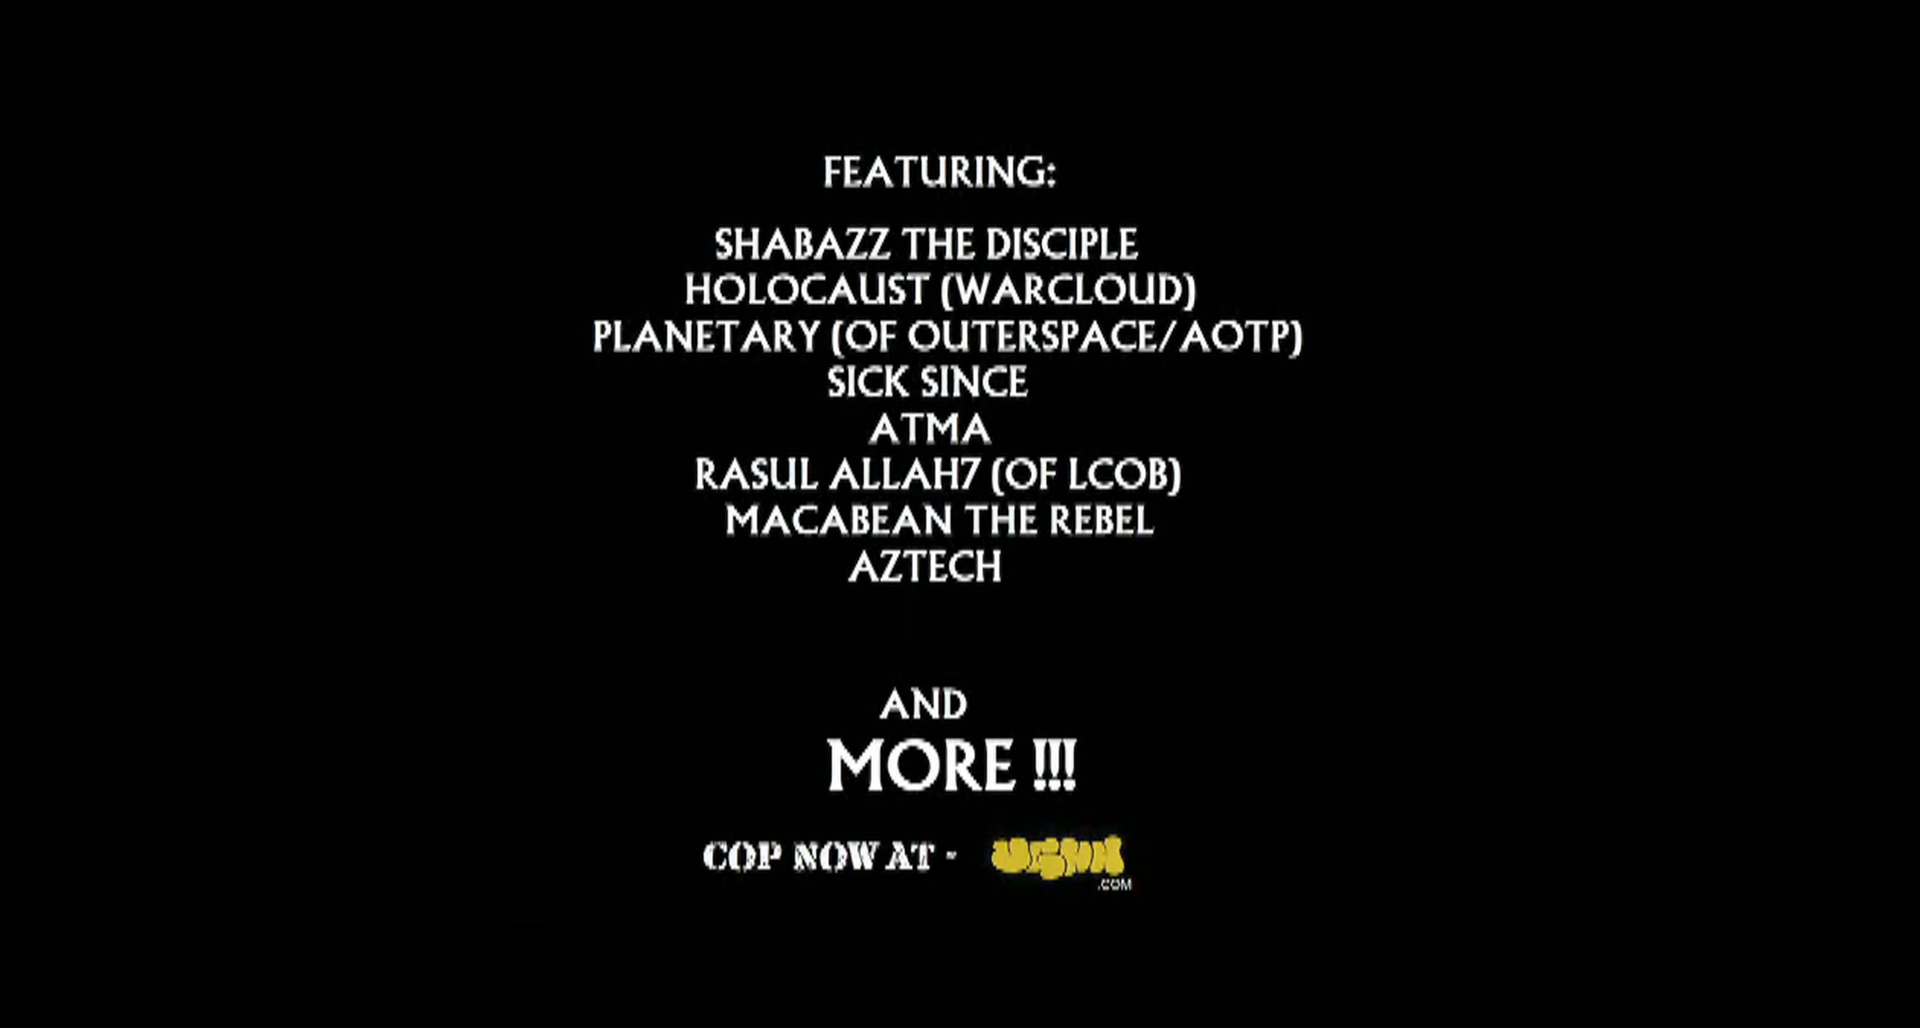 FEATURING:
SHABAZZ THE DISCIPLE
HOLOCAUST (WARCLOUD)
PLANETARY (OF OUTERSPACE/AOTP)
SICK SINCE
ATMA
RASUL ALLAH7 (OF LCOB)
MACABEAN THE REBEL
AZTECH
AND
MORE !!!
COP NOW AT -
.COM